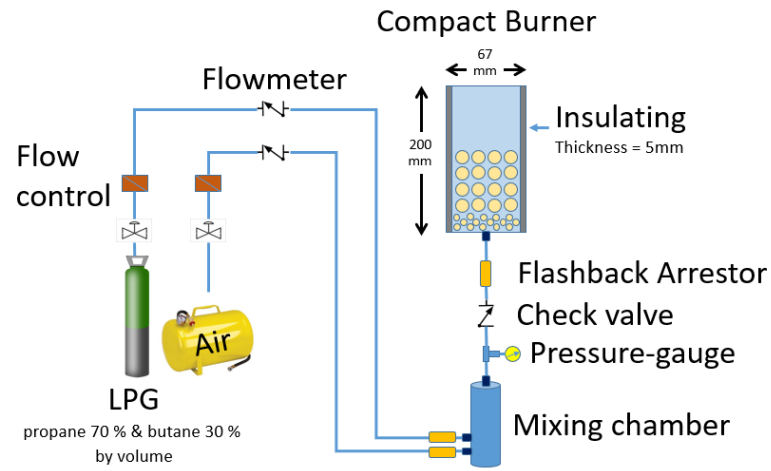 Compact Burner
67
mm
Flowmeter
200
mm
Insulating
Thickness = 5mm
Flow
control
Flashback Arrestor
Check valve
Air
Pressure-gauge
LPG
propane 70 % & butane 30 %
by volume
Mixing chamber